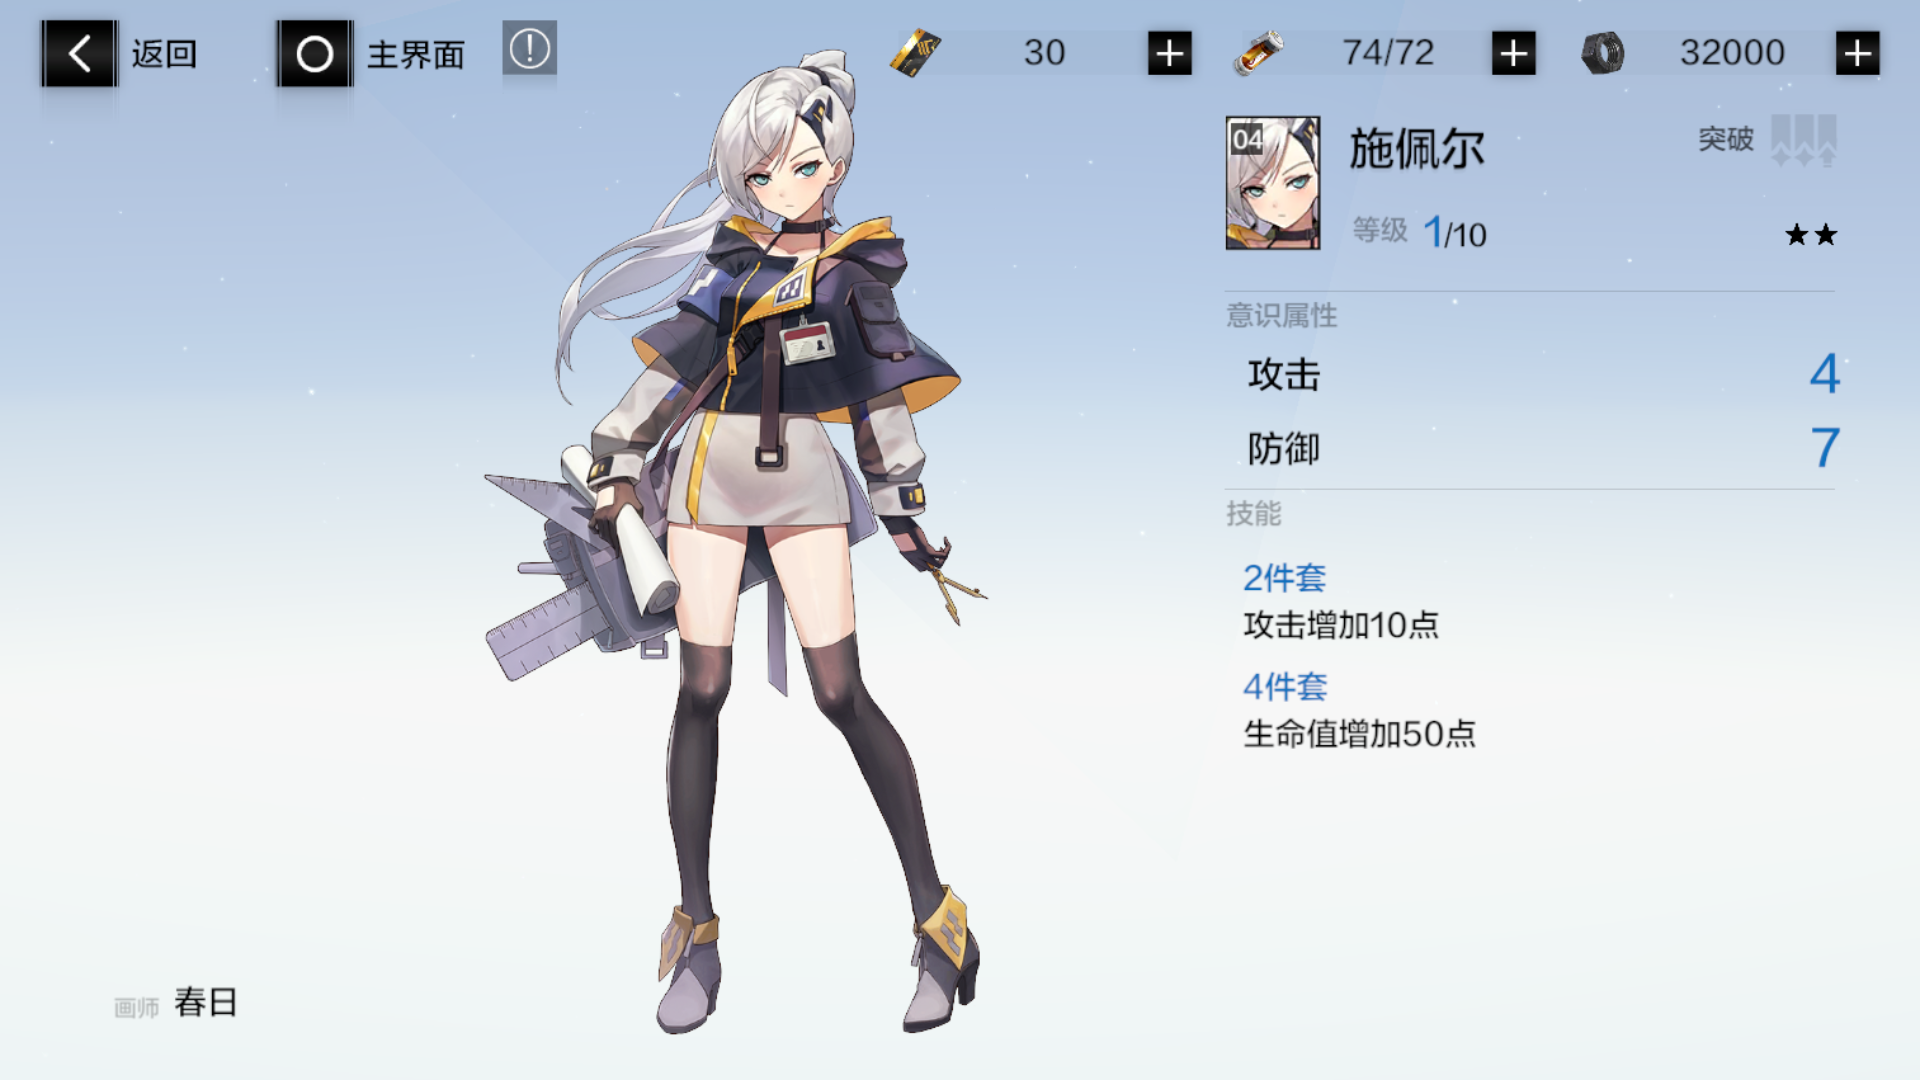 返回 主界面 30 74/72 32000
04 施佩尔 突破
等级 1/10
意识属性
攻击 4
防御 7
技能
2件套
攻击增加10点
4件套
生命值增加50点
画师 春日